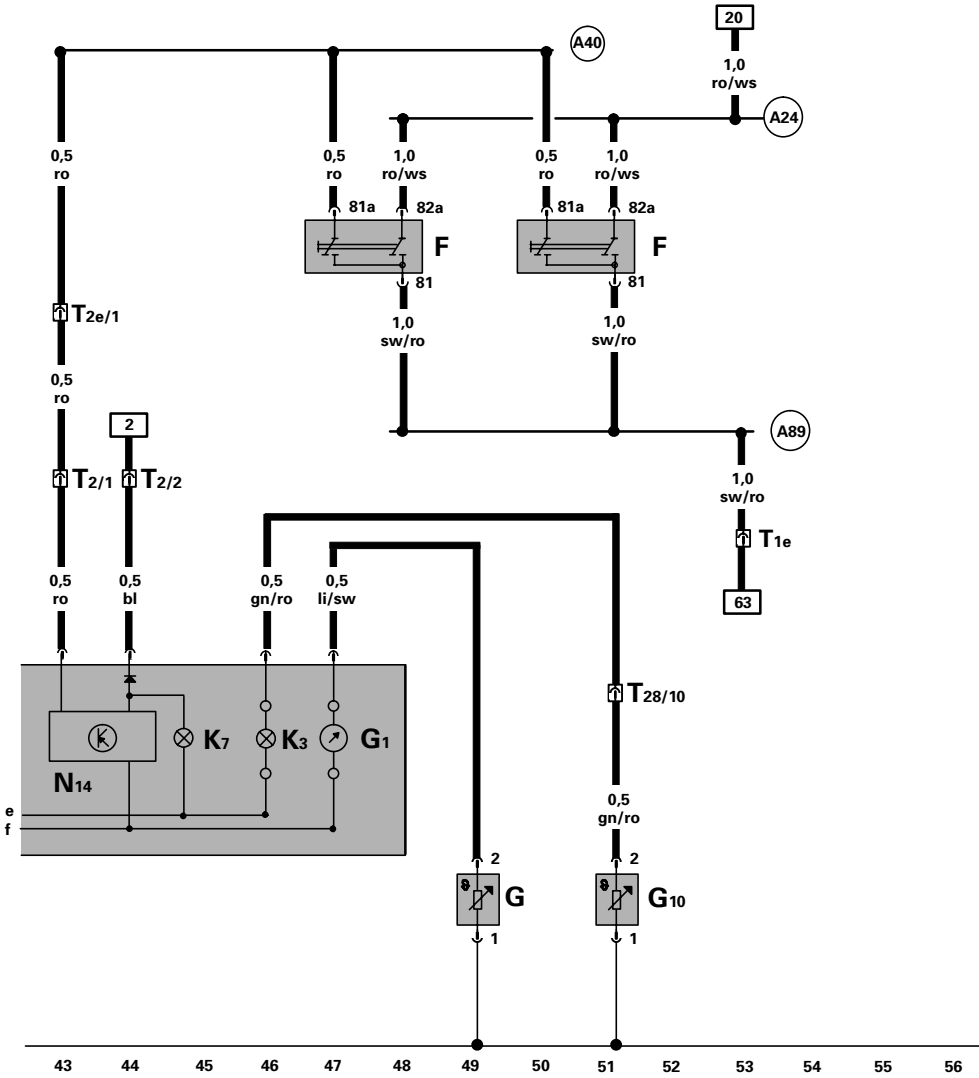 20
A40
1,0
ro/ws
A24
0,5
ro
0,5
ro
1,0
ro/ws
0,5
ro
1,0
ro/ws
81a
82a
81a
82a
F
F
81
81
T2e/1
1,0
sw/ro
1,0
sw/ro
0,5
ro
2
A89
T2/1
T2/2
1,0
sw/ro
T1e
0,5
ro
0,5
bl
0,5
gn/ro
0,5
li/sw
63
T28/10
K7
K3
G1
N14
0,5
gn/ro
e
f
2
2
G
G10
1
1
43 44 45 46 47 48 49 50 51 52 53 54 55 56